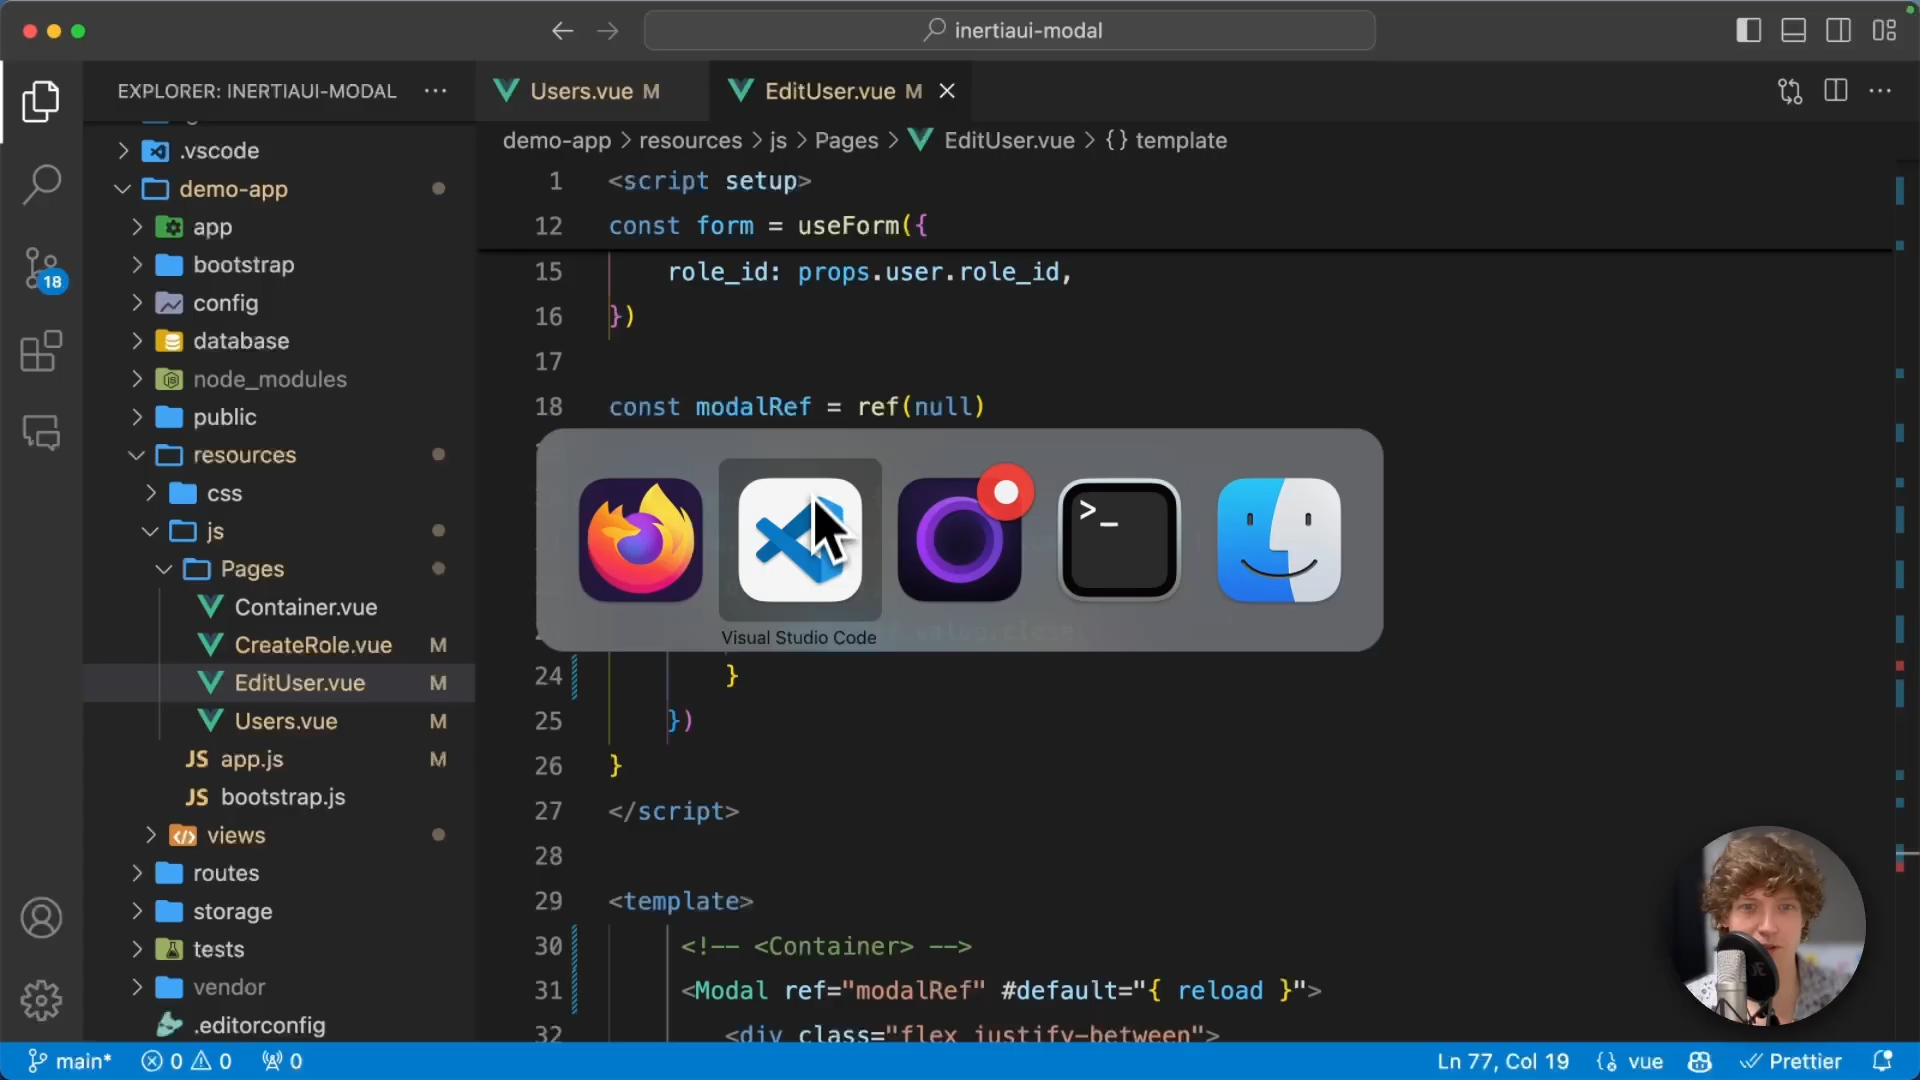 inertiaui-modal
EXPLORER: INERTIAUI-MODAL
.vscode
demo-app
app
bootstrap
config
database
node_modules
public
resources
css
js
Pages
Container.vue
CreateRole.vue M
EditUser.vue M
Users.vue M
JS app.js M
JS bootstrap.js
views
routes
storage
tests
vendor
.editorconfig
18
Users.vue M
EditUser.vue M
demo-app > resources > js > Pages > EditUser.vue > {} template
1 <script setup>
12 const form = useForm({
15 role_id: props.user.role_id,
16 })
17
18 const modalRef = ref(null)
>_
Visual Studio Code
.value.close
24 }
25 })
26 }
27 </script>
28
29 <template>
30 <!-- <Container> -->
31 <Modal ref="modalRef" #default="{ reload }">
32 <div class="flex justify-between">
main* 0 0 0
Ln 77, Col 19 vue Prettier